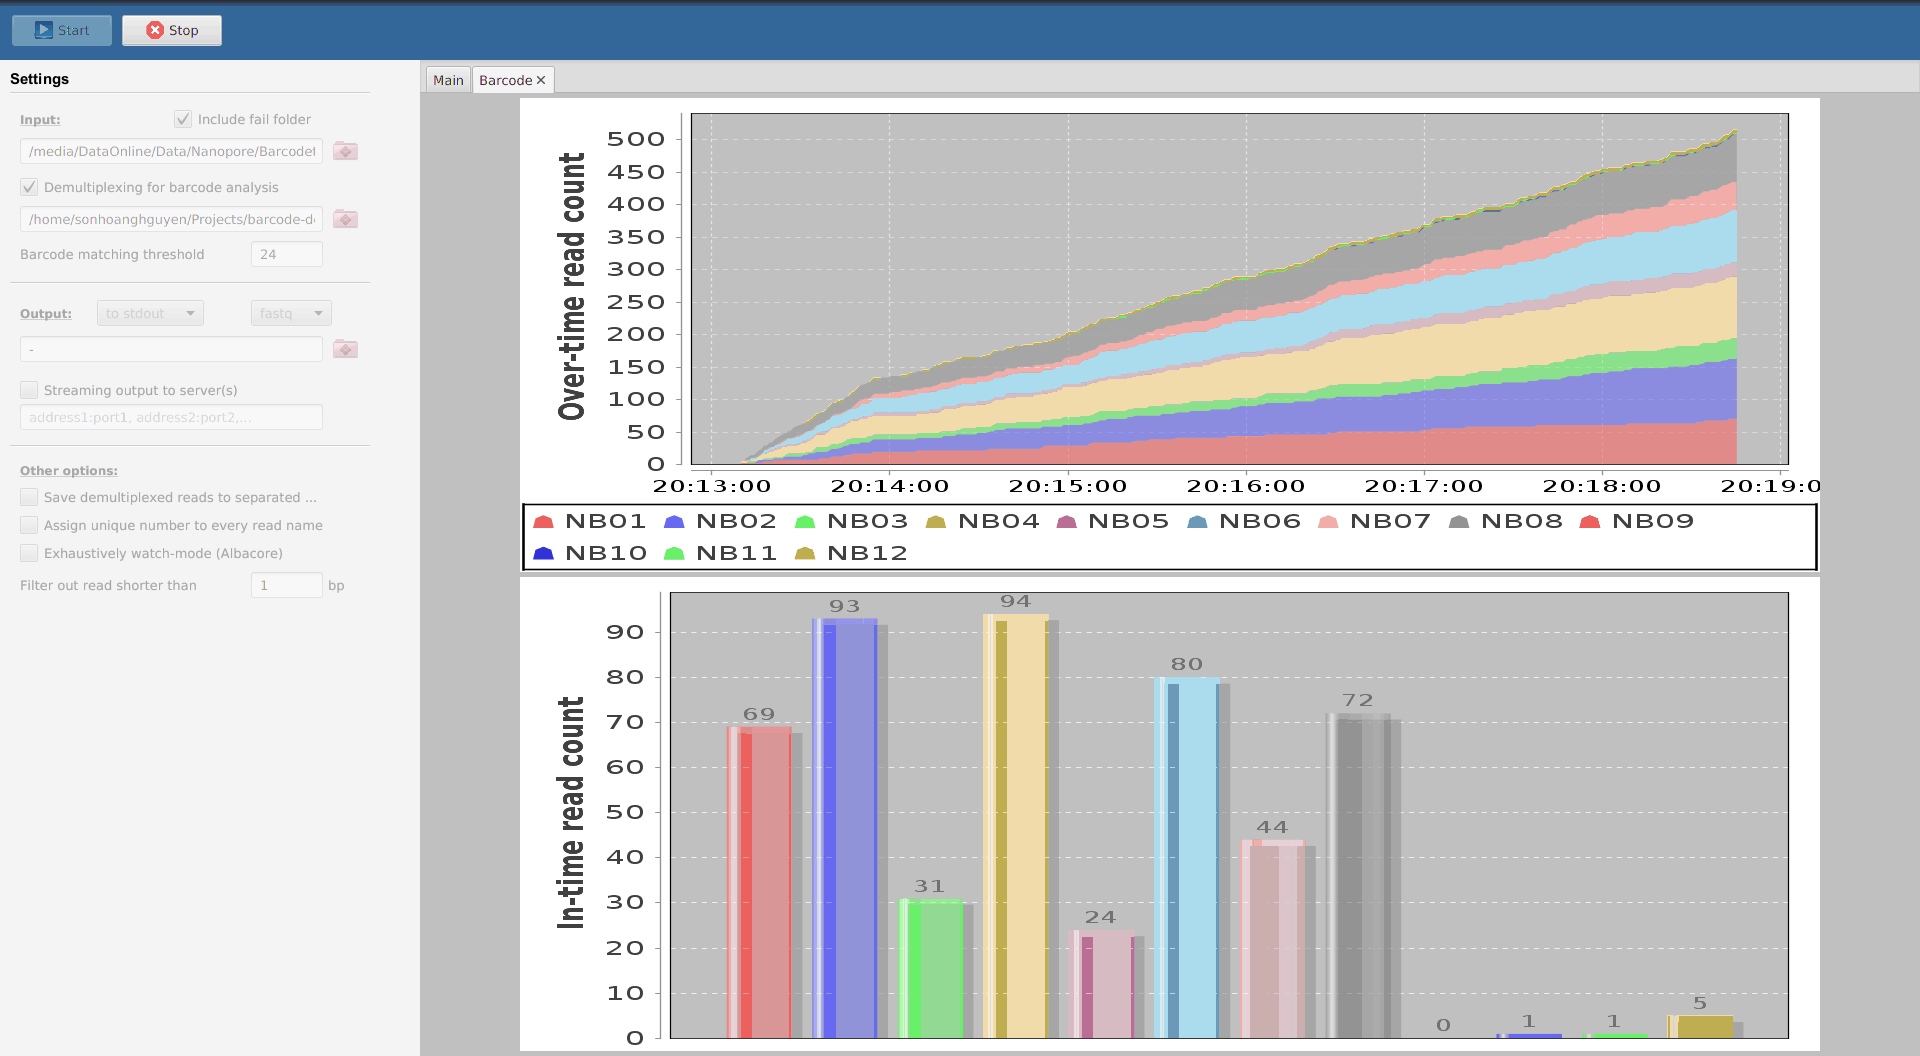 Start Stop
Settings
Main Barcode
Input: Include fail folder
/media/DataOnline/Data/Nanopore/Barcode
Demultiplexing for barcode analysis
/home/sonhoanghguyen/Projects/barcode-d
Barcode matching threshold 24
Output: to stdout fastq
-
Streaming output to server(s)
address1:port1, address2:port2,...
Other options:
Save demultiplexed reads to separated ...
Assign unique number to every read name
Exhaustively watch-mode (Albacore)
Filter out read shorter than 1 bp
Over-time read count
500
450
400
350
300
250
200
150
100
50
0
20:13:00 20:14:00 20:15:00 20:16:00 20:17:00 20:18:00 20:19:0
NB01 NB02 NB03 NB04 NB05 NB06 NB07 NB08 NB09
NB10 NB11 NB12
In-time read count
90
80
70
60
50
40
30
20
10
0
69 93 31 94 24 80 44 72 0 1 1 5